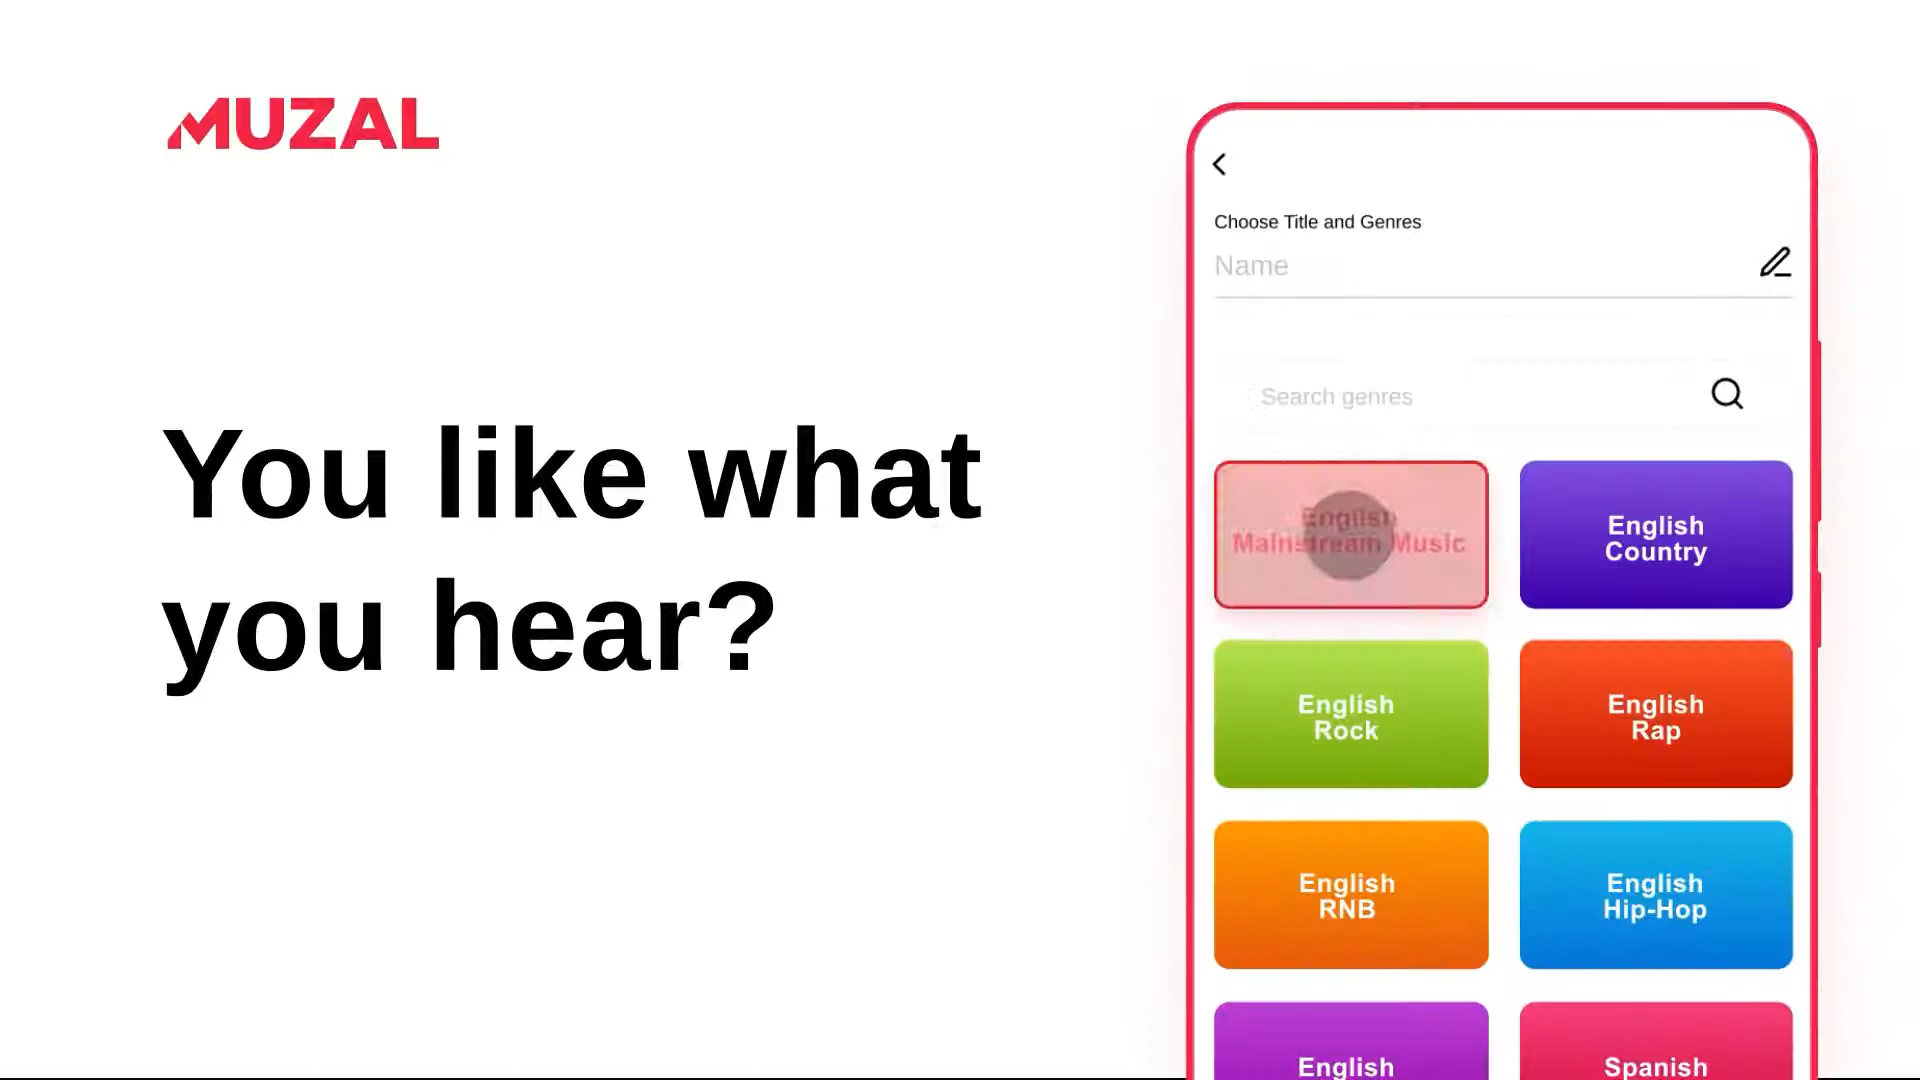 MUZAL
You like what
you hear?
Choose Title and Genres
Name
Search genres
English
Mainstream Music
English
Country
English
Rock
English
Rap
English
RNB
English
Hip-Hop
English
Spanish